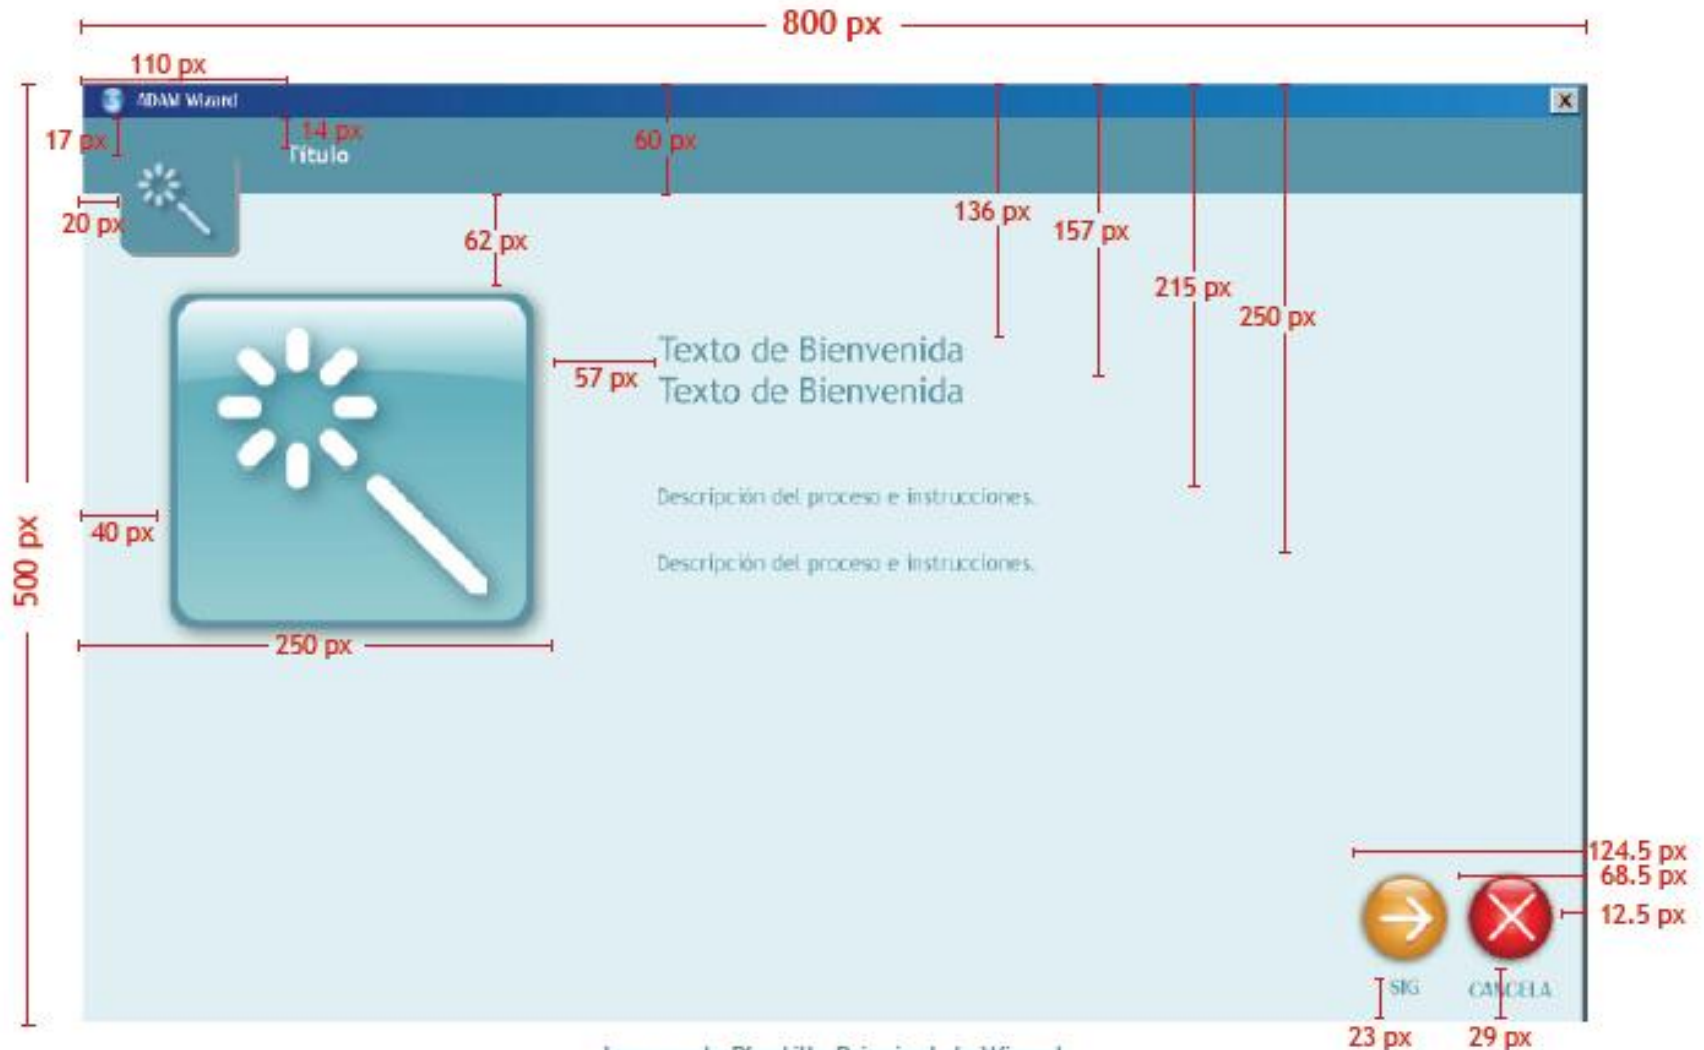 800 px
110 px
ADAM Wizard
X
17 px
14 px
60 px
Título
20 px
62 px
136 px
157 px
215 px
250 px
Texto de Bienvenida
57 px
Texto de Bienvenida
Descripción del proceso e instrucciones.
40 px
500 px
Descripción del proceso e instrucciones.
250 px
124.5 px
68.5 px
12.5 px
SIG
CANCELA
23 px
29 px